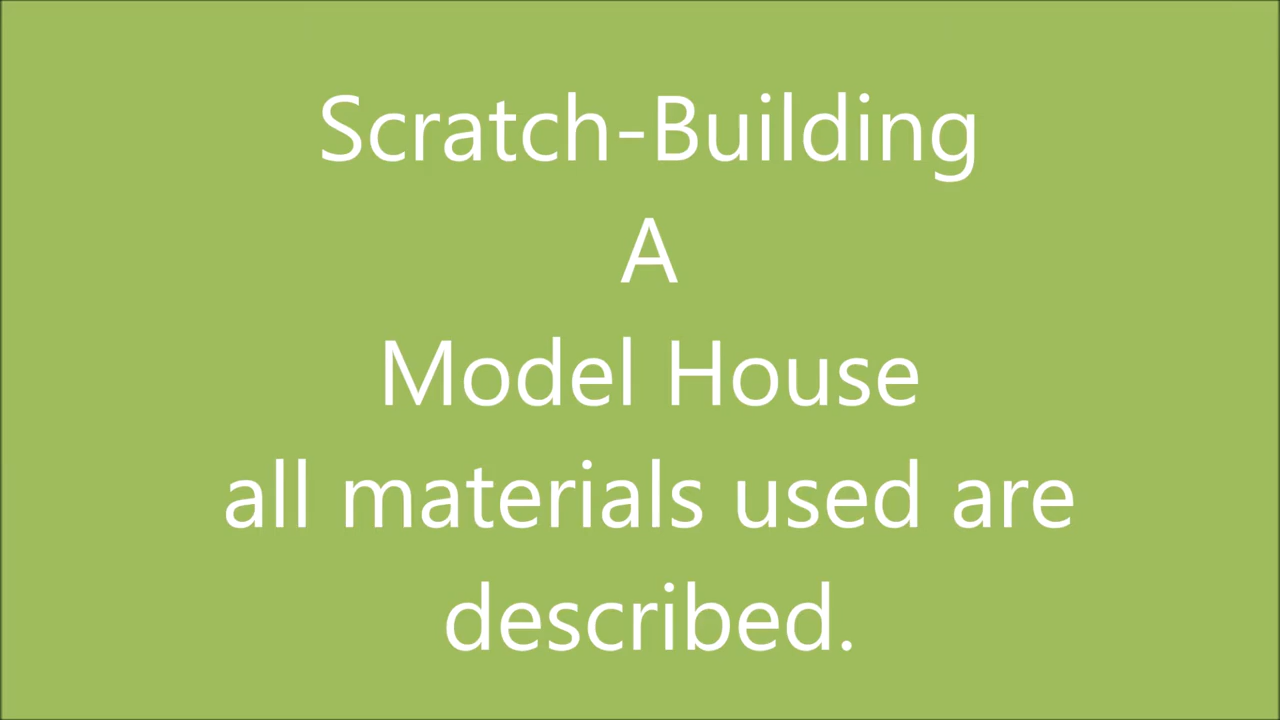 Scratch-Building
A
Model House
all materials used are
described.